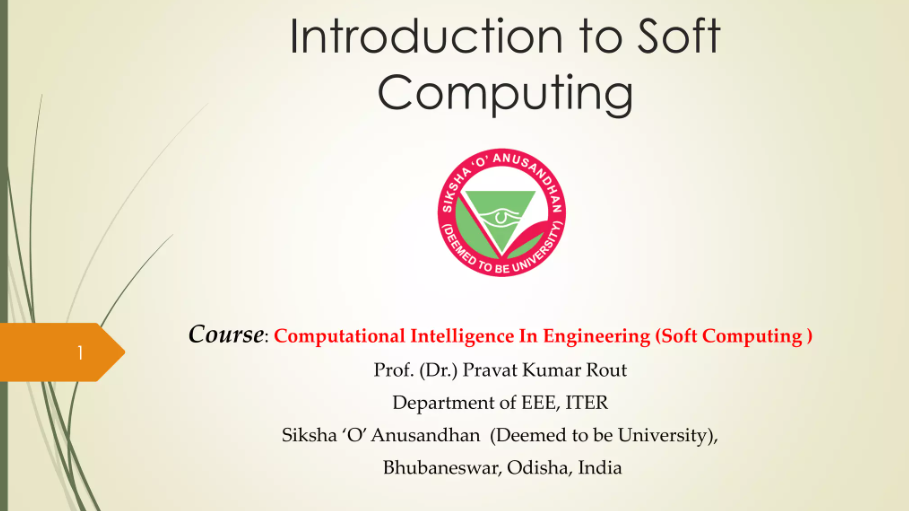 Introduction to Soft
Computing
SIKSHA 'O' ANUSANDHAN
(DEEMED TO BE UNIVERSITY)
1
Course: Computational Intelligence In Engineering (Soft Computing )
Prof. (Dr.) Pravat Kumar Rout
Department of EEE, ITER
Siksha ‘O’ Anusandhan  (Deemed to be University),
Bhubaneswar, Odisha, India